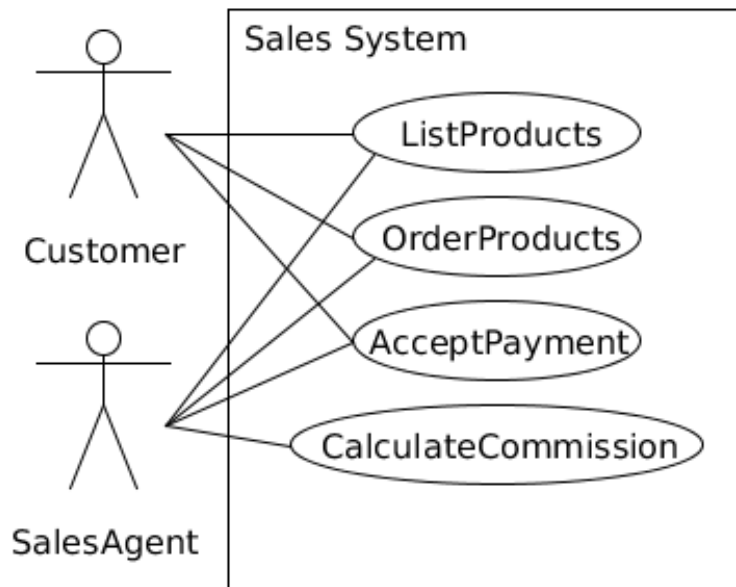 Sales System
ListProducts
OrderProducts
Customer
AcceptPayment
CalculateCommission
SalesAgent